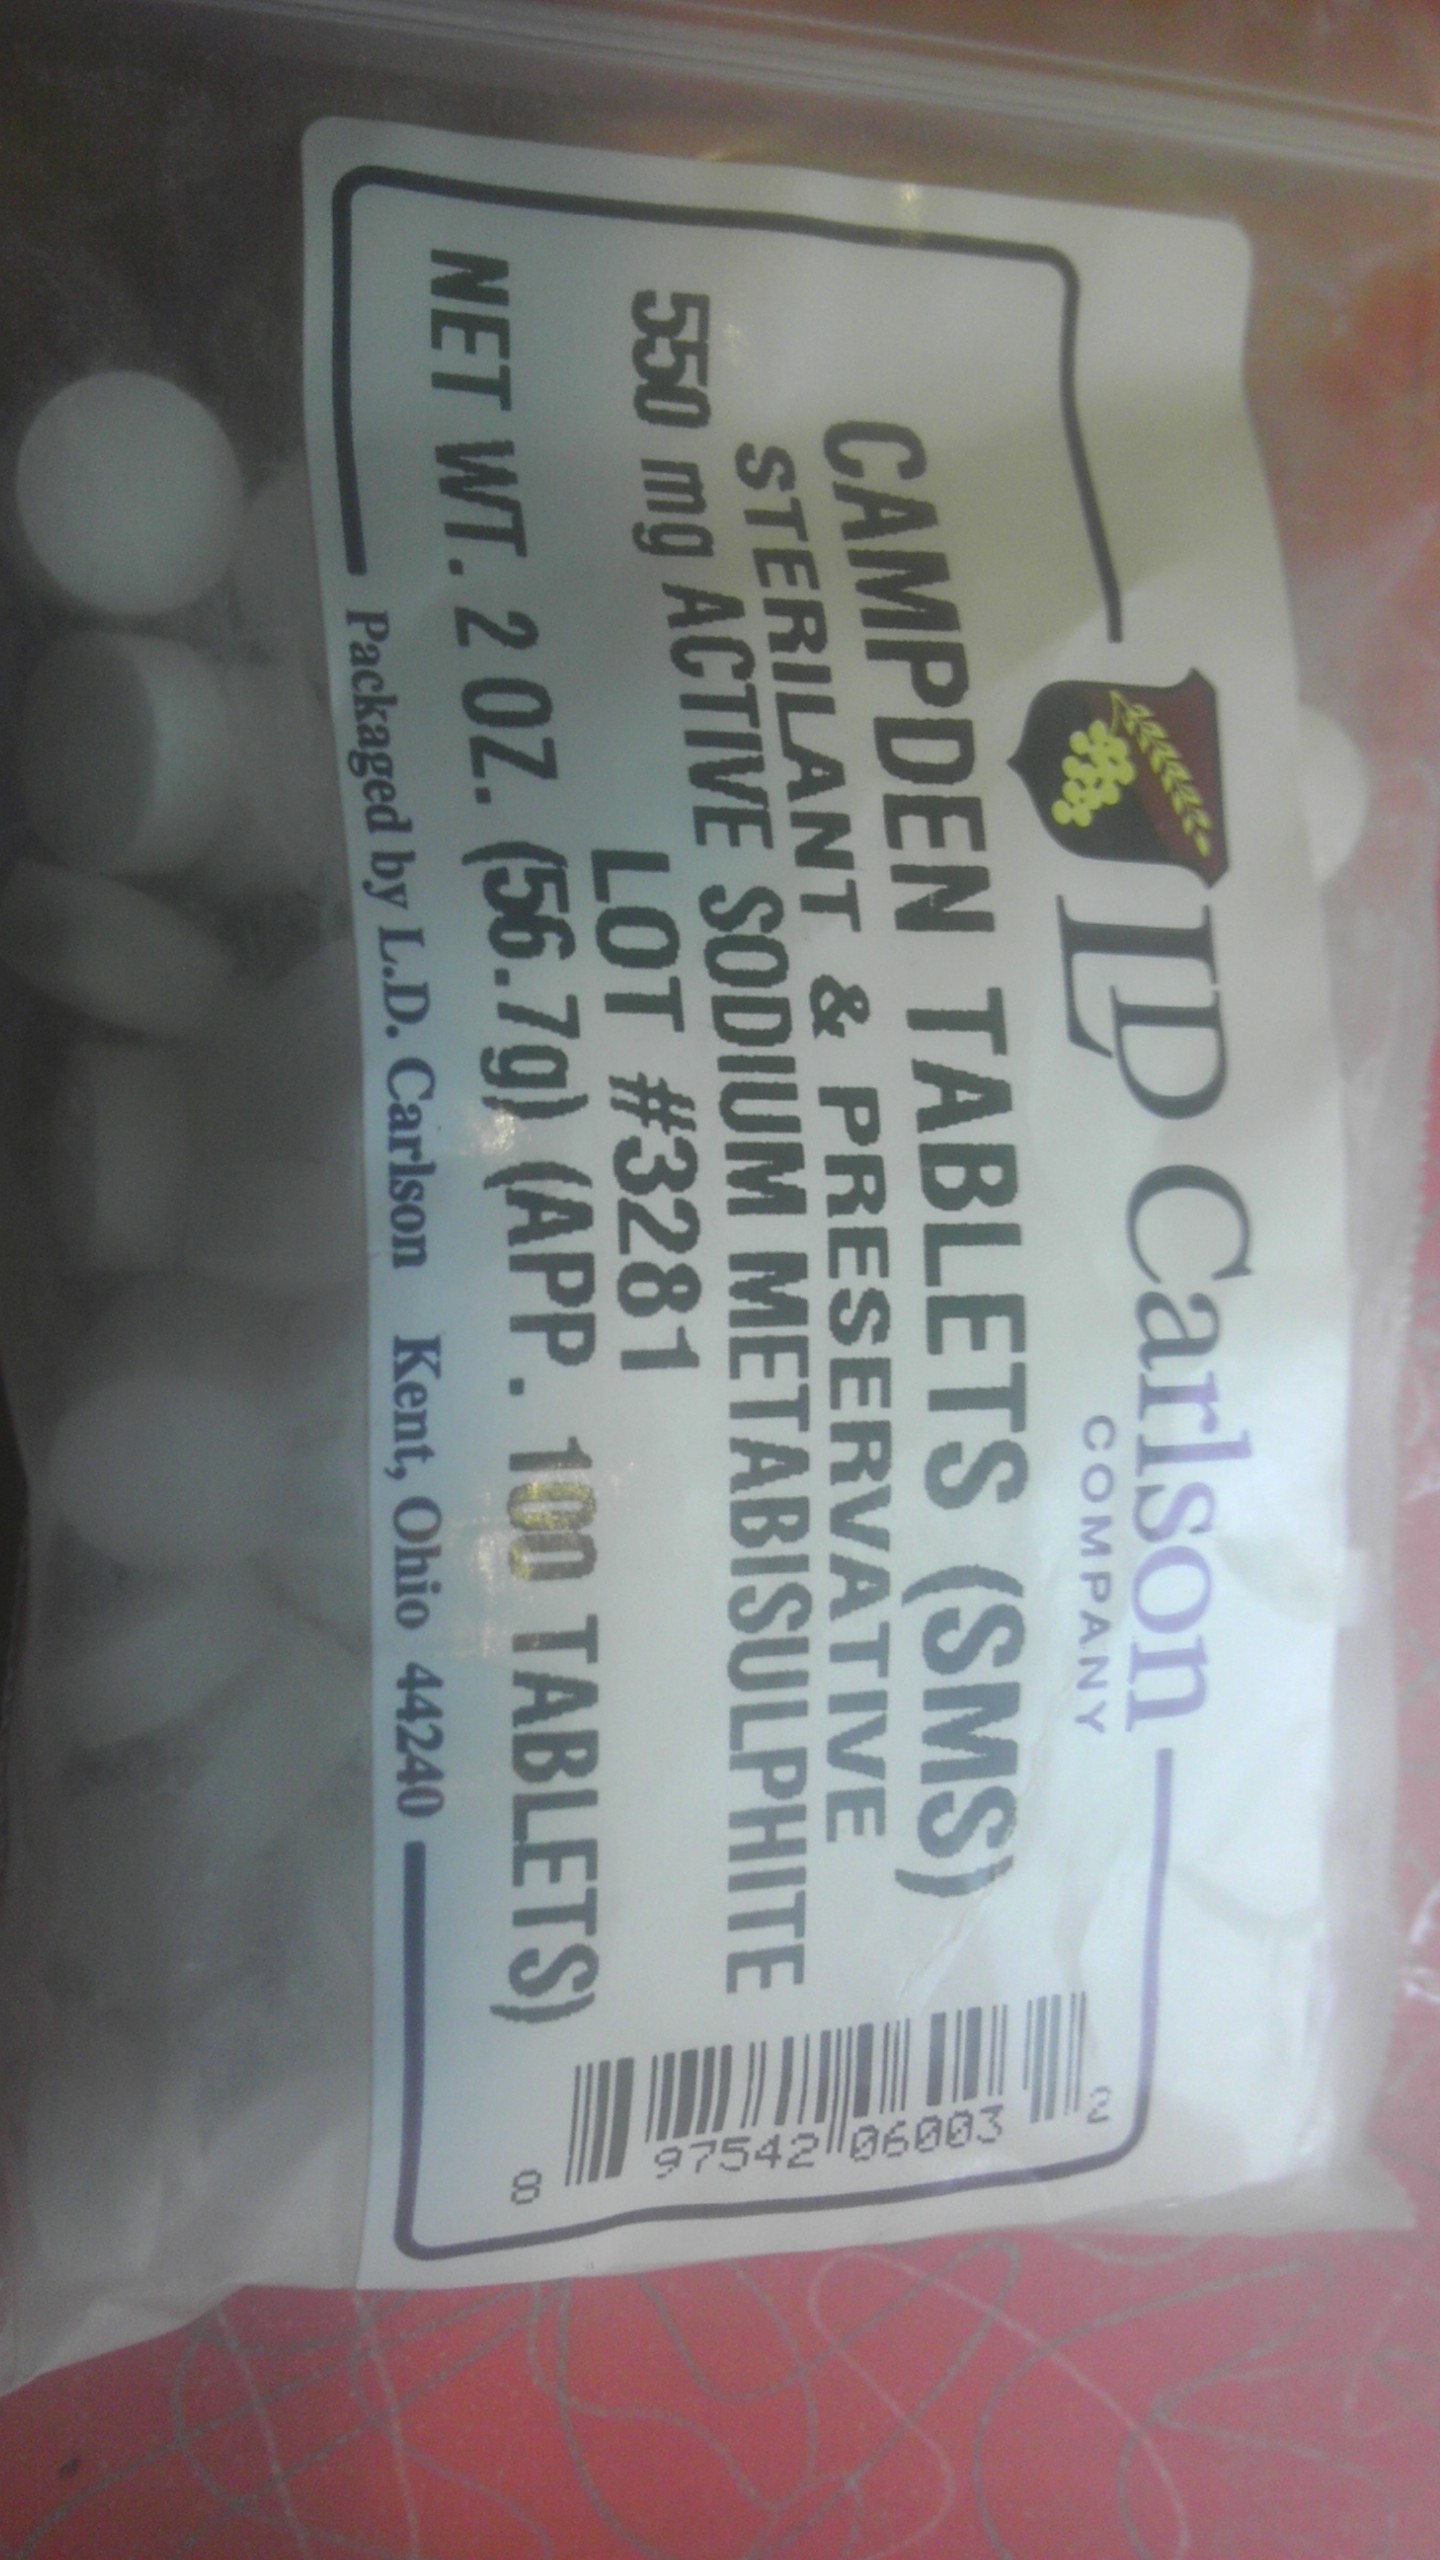 LD Carlson
COMPANY
CAMPDEN TABLETS (SMS)
STERILANT & PRESERVATIVE
550 mg ACTIVE SODIUM METABISULPHITE
LOT #3281
NET WT. 2 OZ. (56.7g) (APP. 100 TABLETS)
Packaged by L.D. Carlson Kent, Ohio 44240
8 97542 06003 2